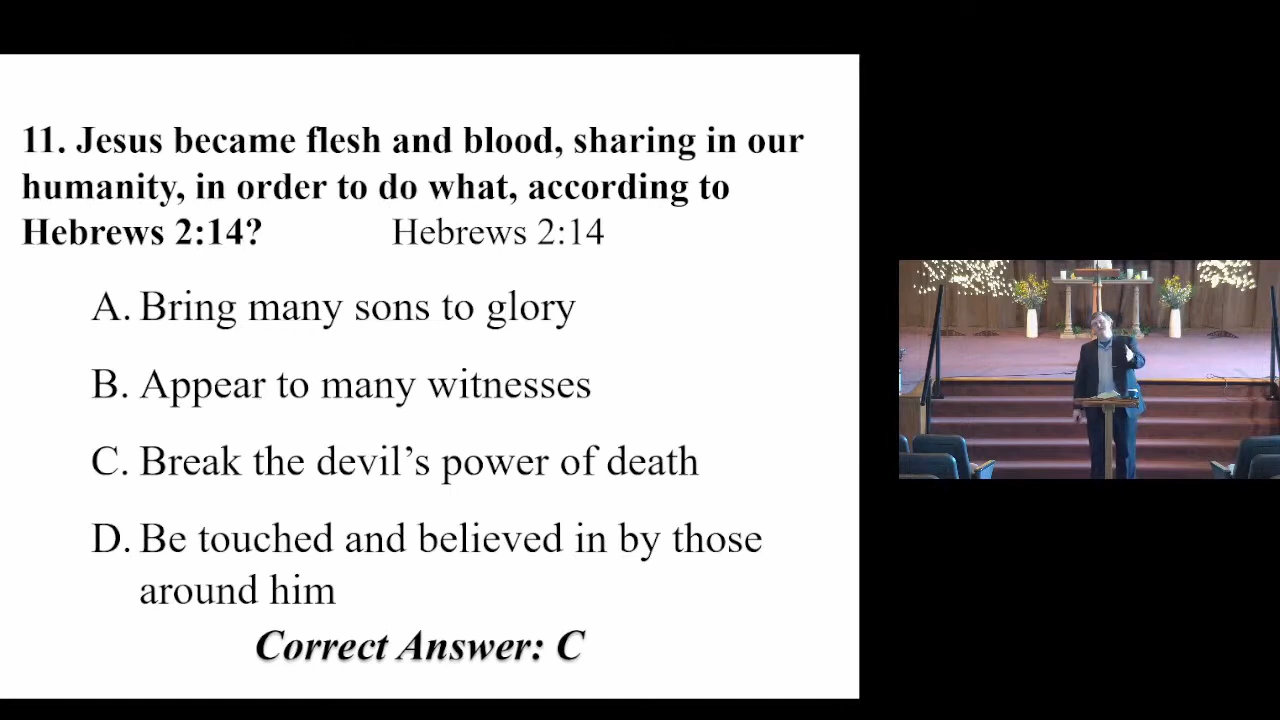 11. Jesus became flesh and blood, sharing in our
humanity, in order to do what, according to
Hebrews 2:14? Hebrews 2:14
A. Bring many sons to glory
B. Appear to many witnesses
C. Break the devil’s power of death
D. Be touched and believed in by those
around him
Correct Answer: C